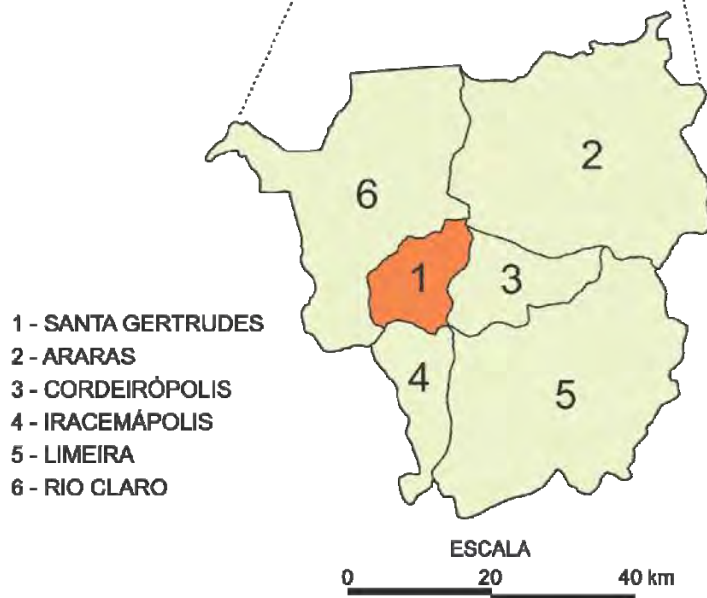 2
6
1
3
4
5
1 - SANTA GERTRUDES
2 - ARARAS
3 - CORDEIRÓPOLIS
4 - IRACEMÁPOLIS
5 - LIMEIRA
6 - RIO CLARO
ESCALA
0 20 40 km